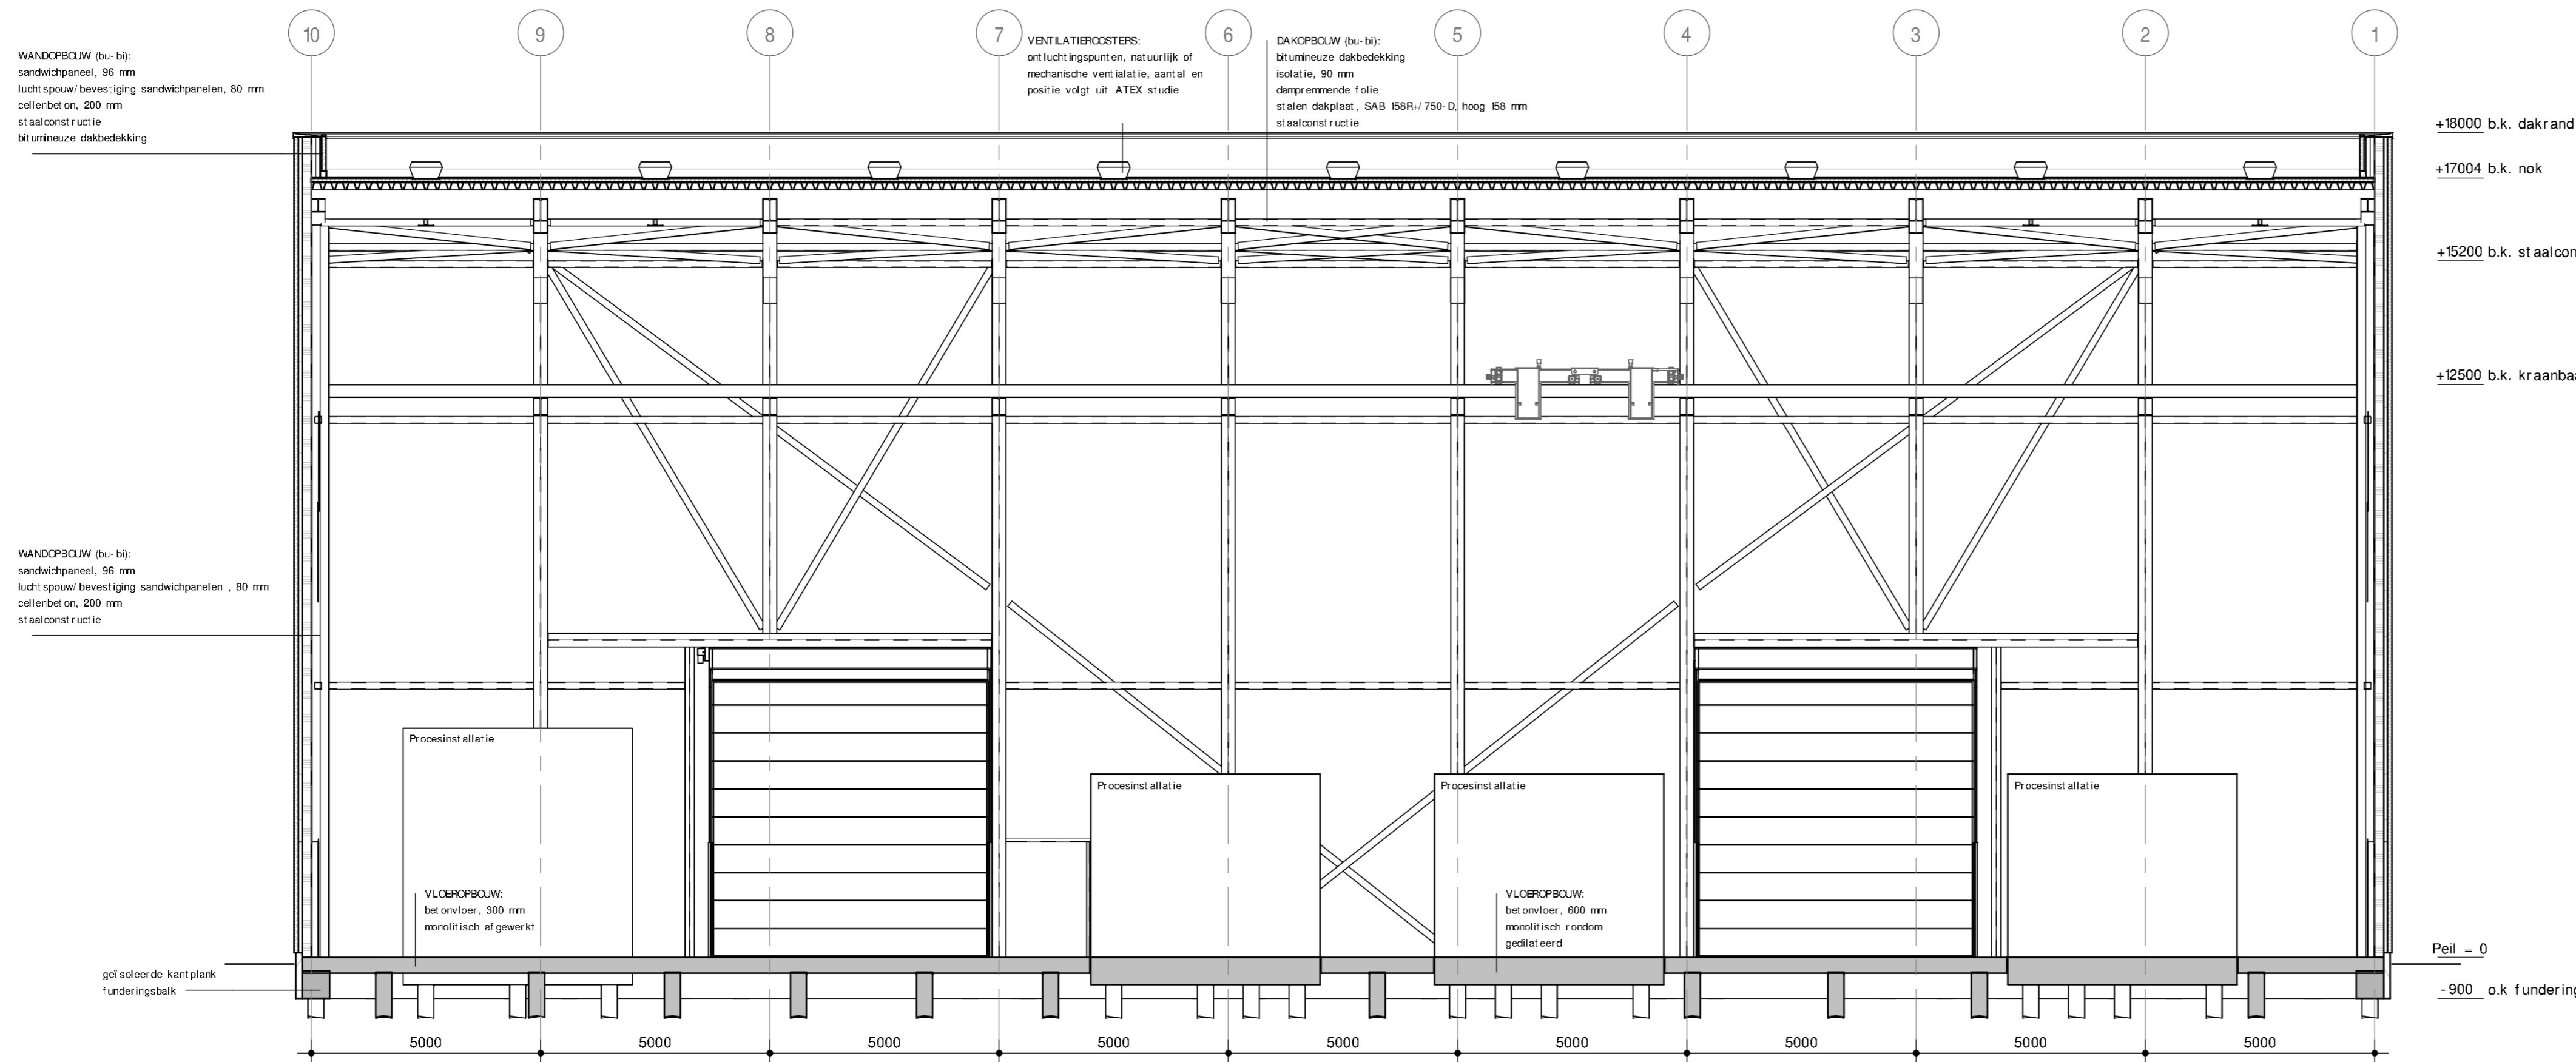 10 9 8 7 6 5 4 3 2 1
WANDOPBOUW (bu-bi):
sandwichpaneel, 96 mm
luchtspouw/bevestiging sandwichpanelen, 80 mm
cellenbeton, 200 mm
staalconstructie
bitumineuze dakbedekking
VENTILATIEROOSTERS:
ontluchtingspunten, natuurlijk of
mechanische ventialatie, aantal en
positie volgt uit ATEX studie
DAKOPBOUW (bu-bi):
bitumineuze dakbedekking
isolatie, 90 mm
dampremmende folie
stalen dakplaat, SAB 158R+/750-D, hoog 158 mm
staalconstructie
+18000 b.k. dakrand
+17004 b.k. nok
+15200 b.k. staalcon
+12500 b.k. kraanbaa
WANDOPBOUW (bu-bi):
sandwichpaneel, 96 mm
luchtspouw/bevestiging sandwichpanelen , 80 mm
cellenbeton, 200 mm
staalconstructie
Procesinstallatie
Procesinstallatie
Procesinstallatie
Procesinstallatie
VLOEROPBOUW:
betonvloer, 300 mm
monolitisch afgewerkt
VLOEROPBOUW:
betonvloer, 600 mm
monolitisch rondom
gedilateerd
Peil = 0
geïsoleerde kantplank
funderingsbalk
-900 o.k fundering
5000 5000 5000 5000 5000 5000 5000 5000 5000